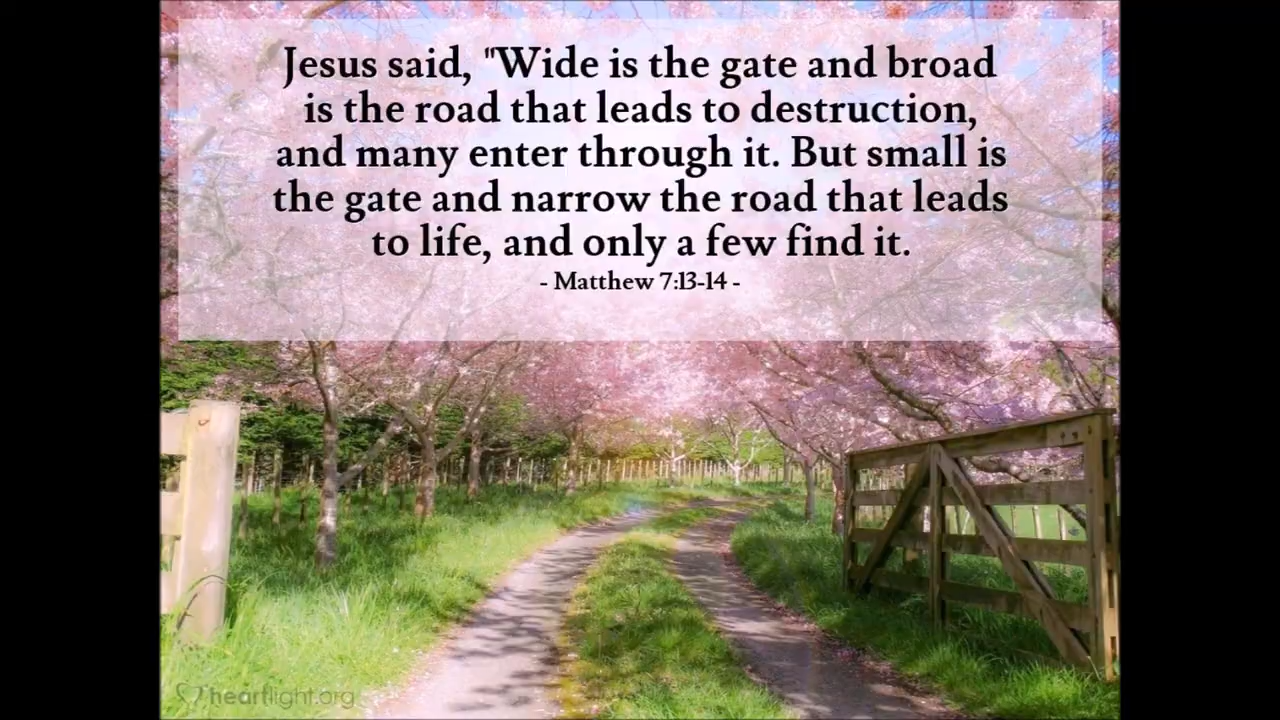 Jesus said, "Wide is the gate and broad
is the road that leads to destruction,
and many enter through it. But small is
the gate and narrow the road that leads
to life, and only a few find it.
- Matthew 7:13-14 -
heartlight.org